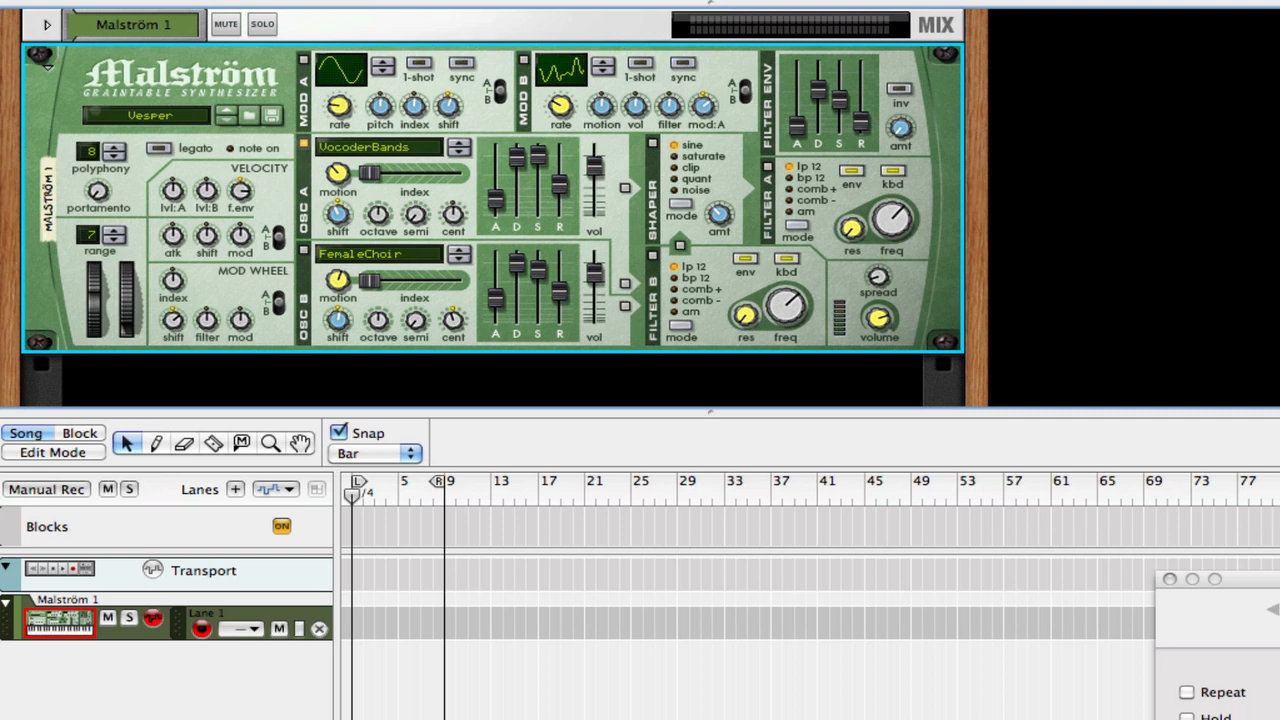 Malström 1 MUTE SOLO MIX
Malström
GRAINTABLE SYNTHESIZER
Vesper
MALSTRÖM 1
8 legato note on
polyphony
VELOCITY
portamento lvl:A lvl:B f.env
7
range atk shift mod A B
MOD WHEEL
index A B
shift filter mod
MOD A
1-shot sync A B
rate pitch index shift
MOD B
1-shot sync A B
rate motion vol filter mod:A
FILTER ENV
inv
amt
A D S R
OSC A
VocoderBands
motion index
shift octave semi cent
A D S R vol
OSC B
FemaleChoir
motion index
shift octave semi cent
A D S R vol
SHAPER
sine
saturate
clip
quant
noise
mode amt
FILTER A
lp 12
bp 12
comb +
comb -
am
mode
env kbd
res freq
FILTER B
lp 12
bp 12
comb +
comb -
am
mode
env kbd
res freq
spread
volume
Song Block
Edit Mode
M
Snap
Bar
Manual Rec M S Lanes +
L R
/4 5 9 13 17 21 25 29 33 37 41 45 49 53 57 61 65 69 73 77
Blocks ON
Transport
Malström 1
M S Lane 1
— M
Repeat
Hold